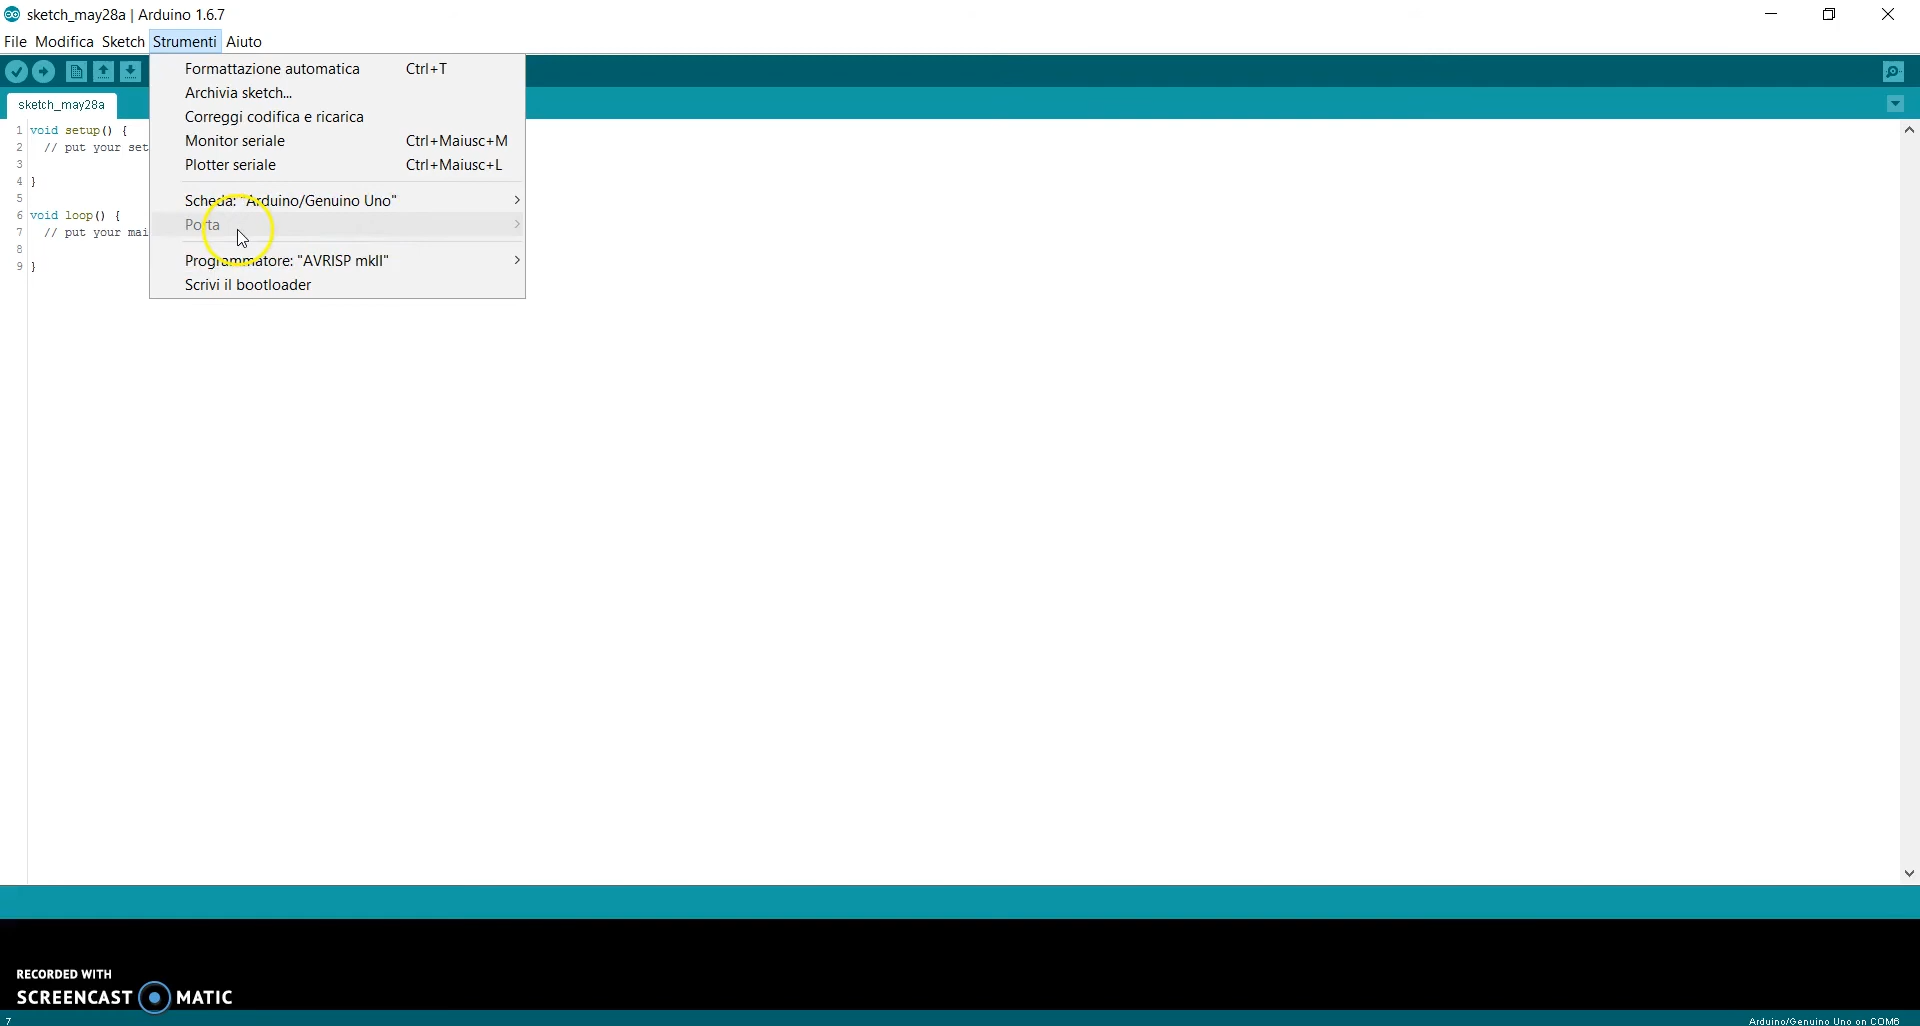 sketch_may28a | Arduino 1.6.7
File Modifica Sketch Strumenti Aiuto
Formattazione automatica Ctrl+T
Archivia sketch...
Correggi codifica e ricarica
Monitor seriale Ctrl+Maiusc+M
Plotter seriale Ctrl+Maiusc+L
Scheda: "Arduino/Genuino Uno"
Porta
Programmatore: "AVRISP mkII"
Scrivi il bootloader
sketch_may28a
1 void setup() {
2 // put your set
3
4 }
5
6 void loop() {
7 // put your mai
8
9 }
RECORDED WITH
SCREENCAST MATIC
7
Arduino/Genuino Uno on COM6